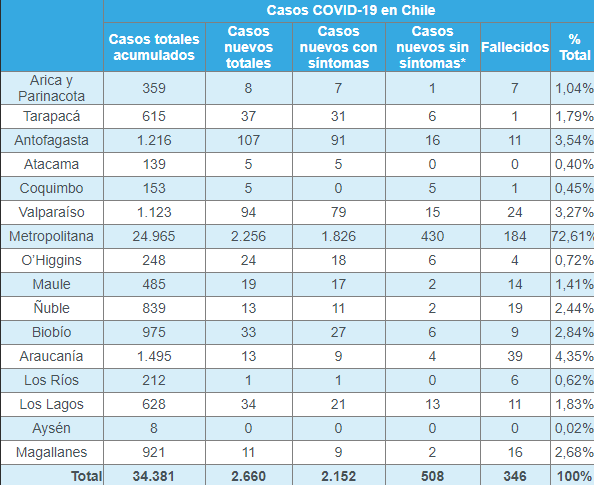 Casos COVID-19 en Chile
Casos totales acumulados Casos nuevos totales Casos nuevos con síntomas Casos nuevos sin síntomas* Fallecidos % Total
Arica y Parinacota 359 8 7 1 7 1,04%
Tarapacá 615 37 31 6 1 1,79%
Antofagasta 1.216 107 91 16 11 3,54%
Atacama 139 5 5 0 0 0,40%
Coquimbo 153 5 0 5 1 0,45%
Valparaíso 1.123 94 79 15 24 3,27%
Metropolitana 24.965 2.256 1.826 430 184 72,61%
O'Higgins 248 24 18 6 4 0,72%
Maule 485 19 17 2 14 1,41%
Ñuble 839 13 11 2 19 2,44%
Biobío 975 33 27 6 9 2,84%
Araucanía 1.495 13 9 4 39 4,35%
Los Ríos 212 1 1 0 6 0,62%
Los Lagos 628 34 21 13 11 1,83%
Aysén 8 0 0 0 0 0,02%
Magallanes 921 11 9 2 16 2,68%
Total 34.381 2.660 2.152 508 346 100%